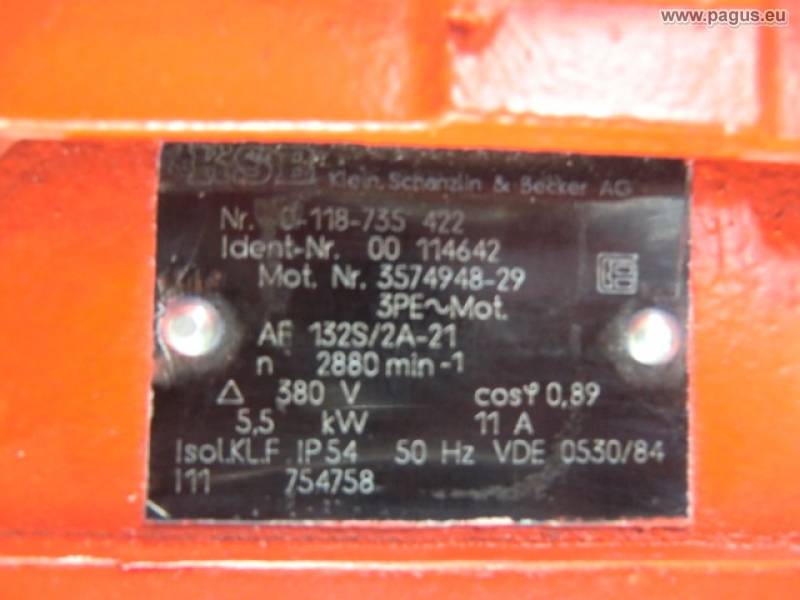 www.pagus.eu
KSB Klein, Schanzlin & Becker AG
Nr. 0-118-735 422
Ident-Nr. 00 114642
Mot. Nr. 3574948-29
3PE~Mot.
AF 132S/2A-21
n 2880 min-1
Δ 380 V cosφ 0,89
5,5 kW 11 A
Isol.KL.F IP54 50 Hz VDE 0530/84
I11 754758